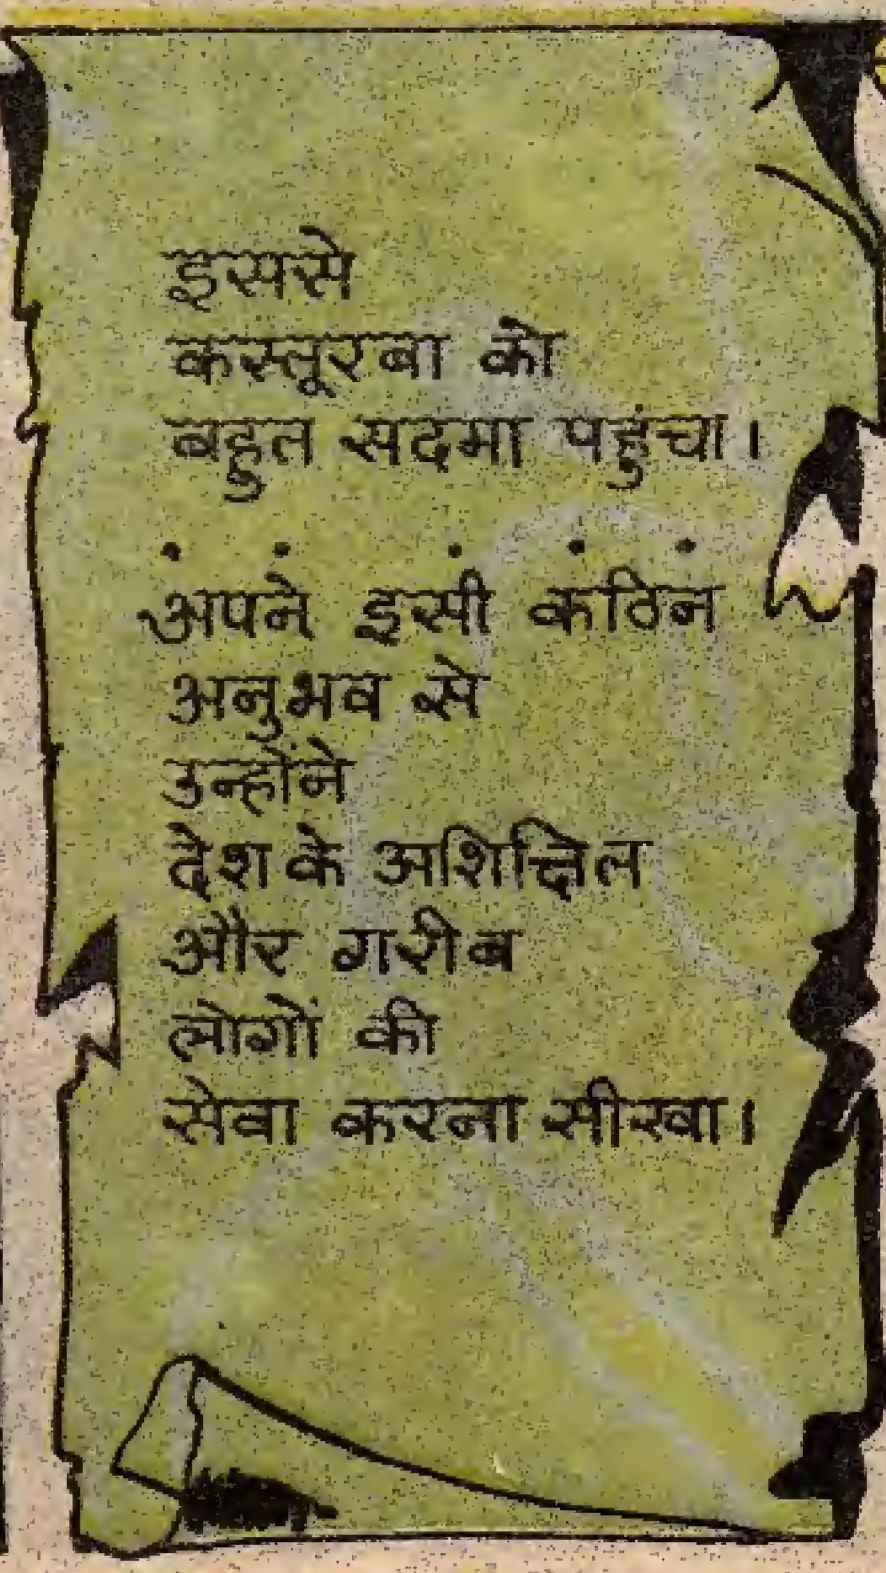 इससे
कस्तूरबा को
बहुत सदमा पहुंचा।
. . . . .
अपने इसी कठिन
अनुभव से
उन्होंने
देश के अशिक्षित
और गरीब
लोगों की
सेवा करना सीखा।